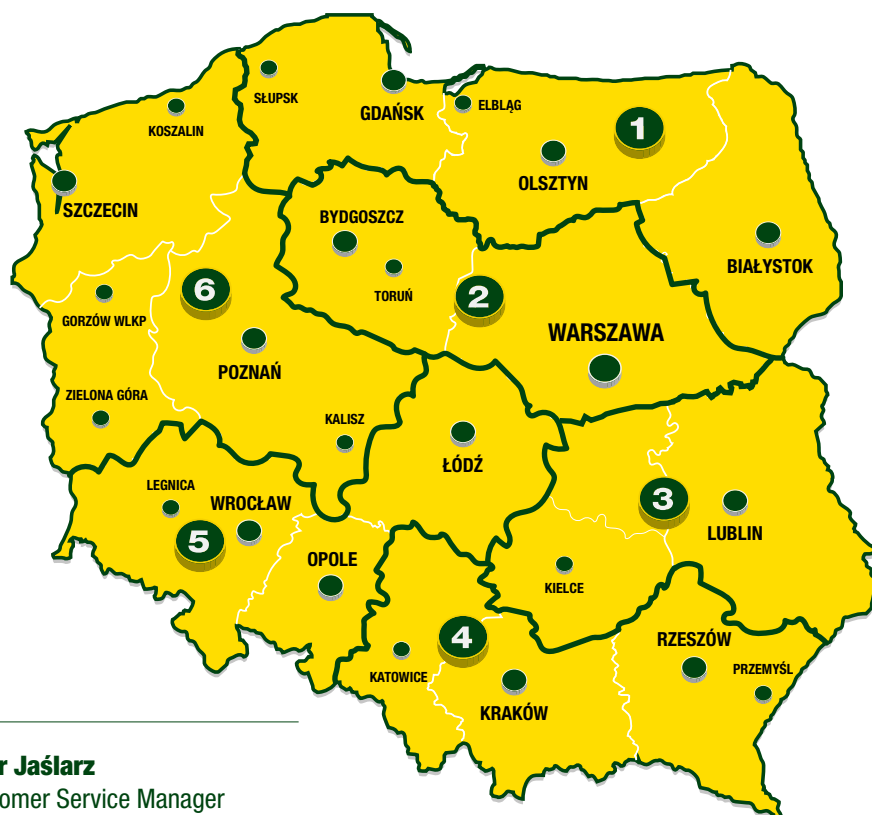 SŁUPSK
GDAŃSK
ELBLĄG
KOSZALIN
1
OLSZTYN
SZCZECIN
BYDGOSZCZ
BIAŁYSTOK
TORUŃ
6
2
GORZÓW WLKP
WARSZAWA
POZNAŃ
ZIELONA GÓRA
KALISZ
ŁÓDŹ
LEGNICA
WROCŁAW
3
LUBLIN
5
OPOLE
KIELCE
4
RZESZÓW
KATOWICE
PRZEMYŚL
KRAKÓW
r Jaślarz
omer Service Manager